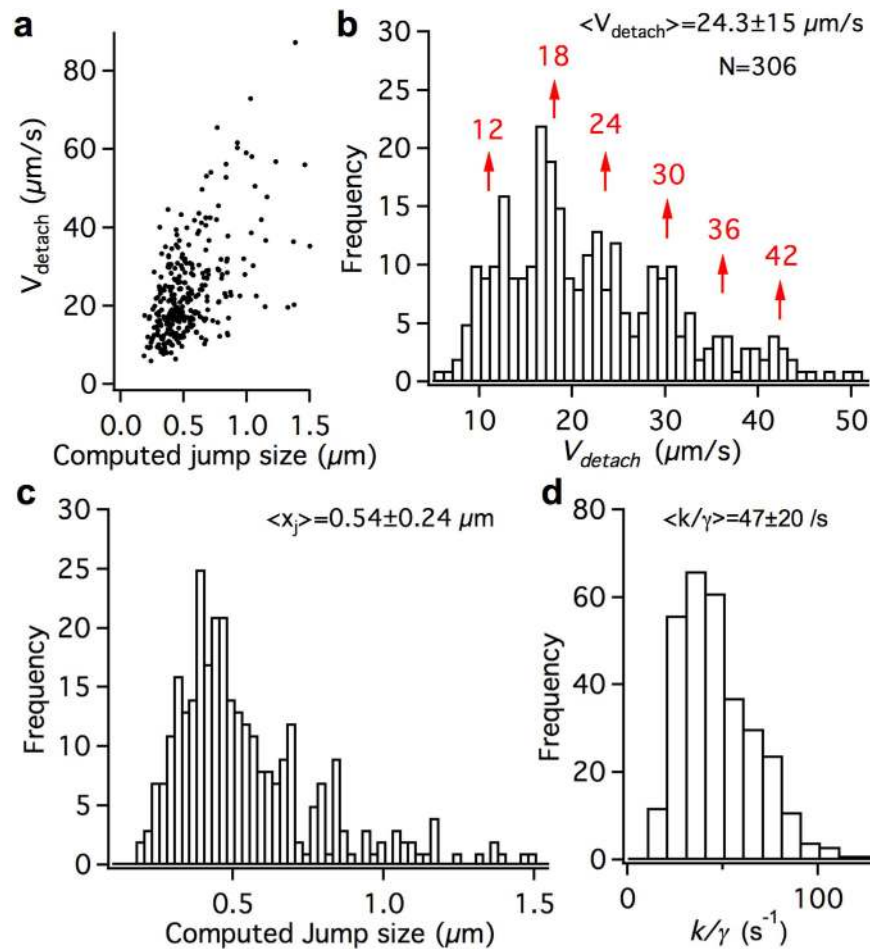 a
80
60
40
20
0
V_detach (μm/s)
0.0 0.5 1.0 1.5
Computed jump size (μm)
b
<V_detach>=24.3±15 μm/s
N=306
30
25
20
15
10
5
0
Frequency
12
18
24
30
36
42
10 20 30 40 50
V_detach (μm/s)
c
<x_j>=0.54±0.24 μm
30
25
20
15
10
5
0
Frequency
0.5 1.0 1.5
Computed Jump size (μm)
d
<k/γ>=47±20 /s
80
60
40
20
0
Frequency
0 100
k/γ (s⁻¹)